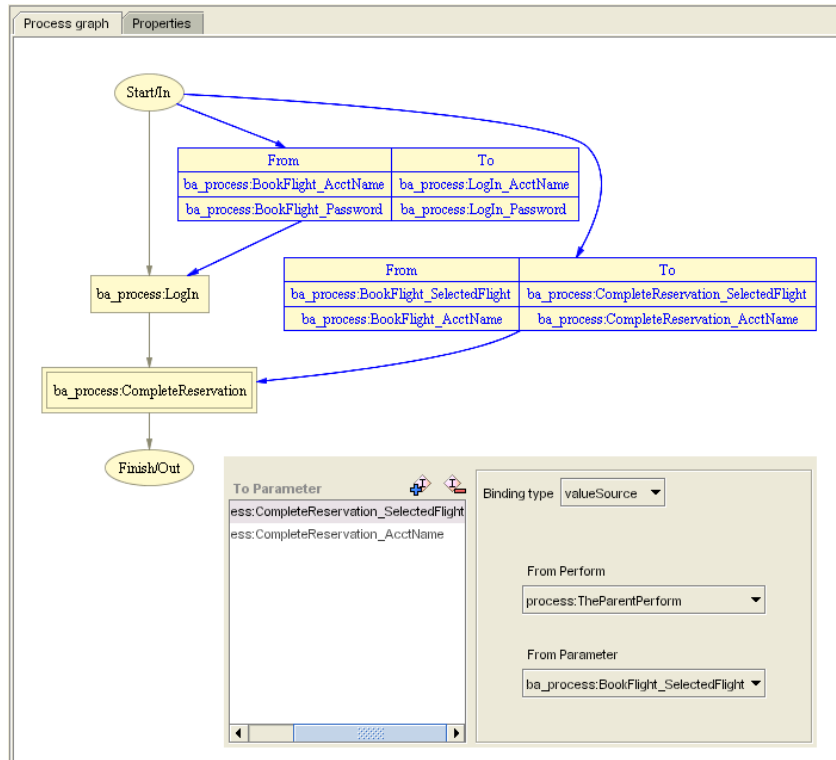 Process graph Properties
Start/In
From To
ba_process:BookFlight_AcctName ba_process:LogIn_AcctName
ba_process:BookFlight_Password ba_process:LogIn_Password
From To
ba_process:BookFlight_SelectedFlight ba_process:CompleteReservation_SelectedFlight
ba_process:BookFlight_AcctName ba_process:CompleteReservation_AcctName
ba_process:LogIn
ba_process:CompleteReservation
Finish/Out
To Parameter
ess:CompleteReservation_SelectedFlight
ess:CompleteReservation_AcctName
Binding type valueSource
From Perform
process:TheParentPerform
From Parameter
ba_process:BookFlight_SelectedFlight